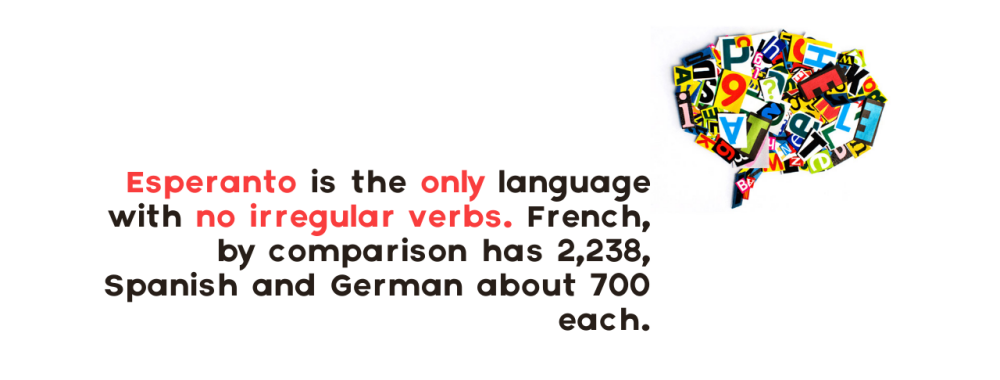 Esperanto is the only language
with no irregular verbs. French,
by comparison has 2,238,
Spanish and German about 700
each.